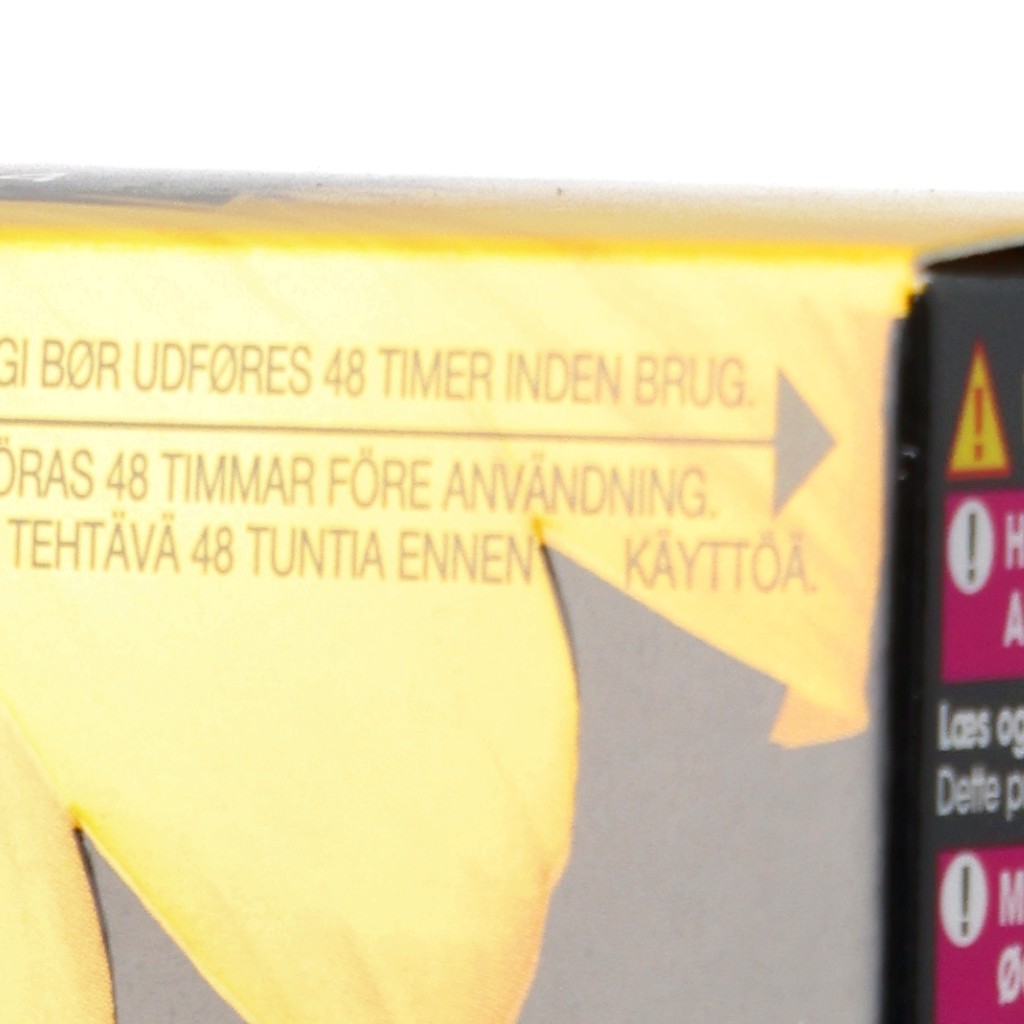 GI BØR UDFØRES 48 TIMER INDEN BRUG.
ÖRAS 48 TIMMAR FÖRE ANVÄNDNING.
TEHTÄVÄ 48 TUNTIA ENNEN KÄYTTÖÄ.
!
! H
A
Læs og
Dette p
! M
Ø